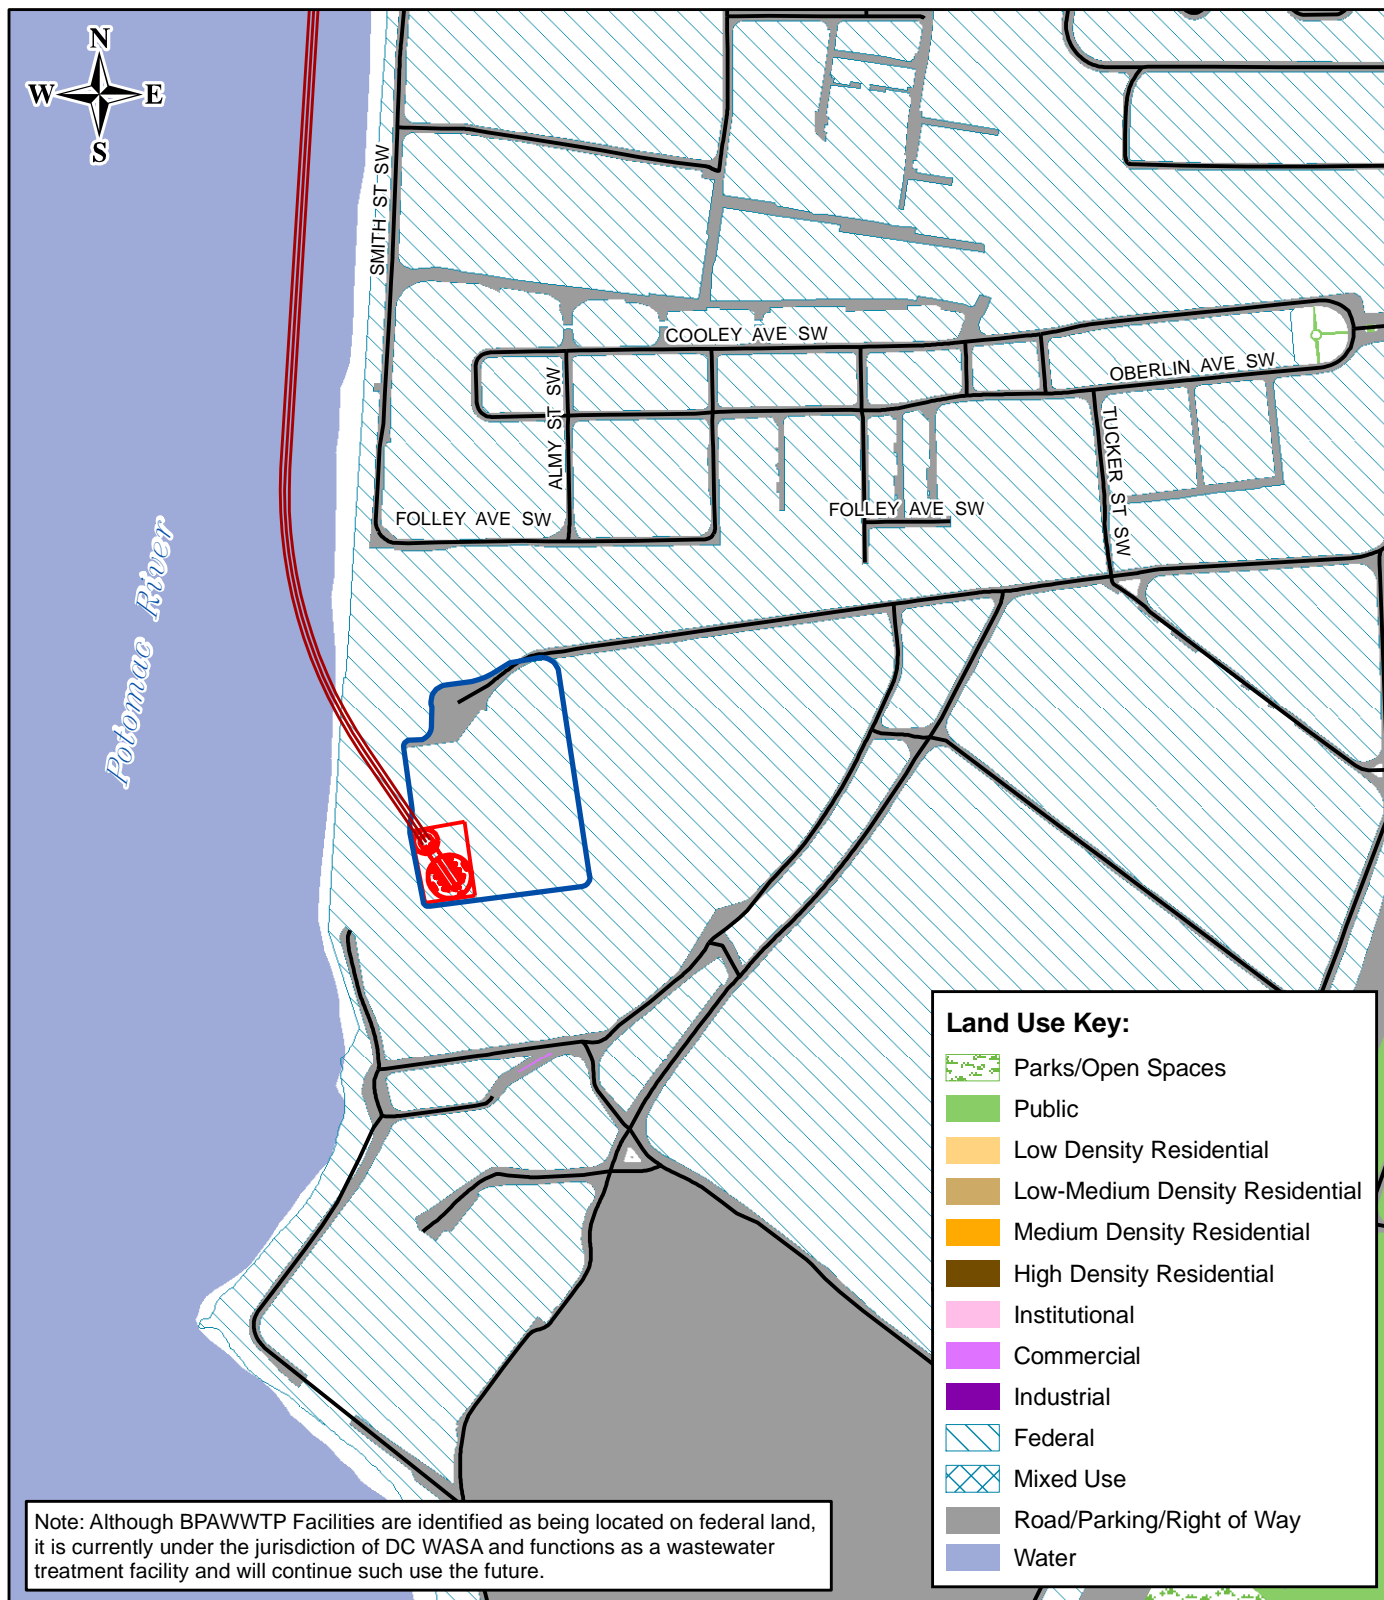 N
W E
S
SMITH ST SW
COOLEY AVE SW
OBERLIN AVE SW
ALMY ST SW
TUCKER ST SW
FOLLEY AVE SW
FOLLEY AVE SW
Potomac River
Land Use Key:
Parks/Open Spaces
Public
Low Density Residential
Low-Medium Density Residential
Medium Density Residential
High Density Residential
Institutional
Commercial
Industrial
Federal
Mixed Use
Road/Parking/Right of Way
Water
Note: Although BPAWWTP Facilities are identified as being located on federal land,
it is currently under the jurisdiction of DC WASA and functions as a wastewater
treatment facility and will continue such use the future.